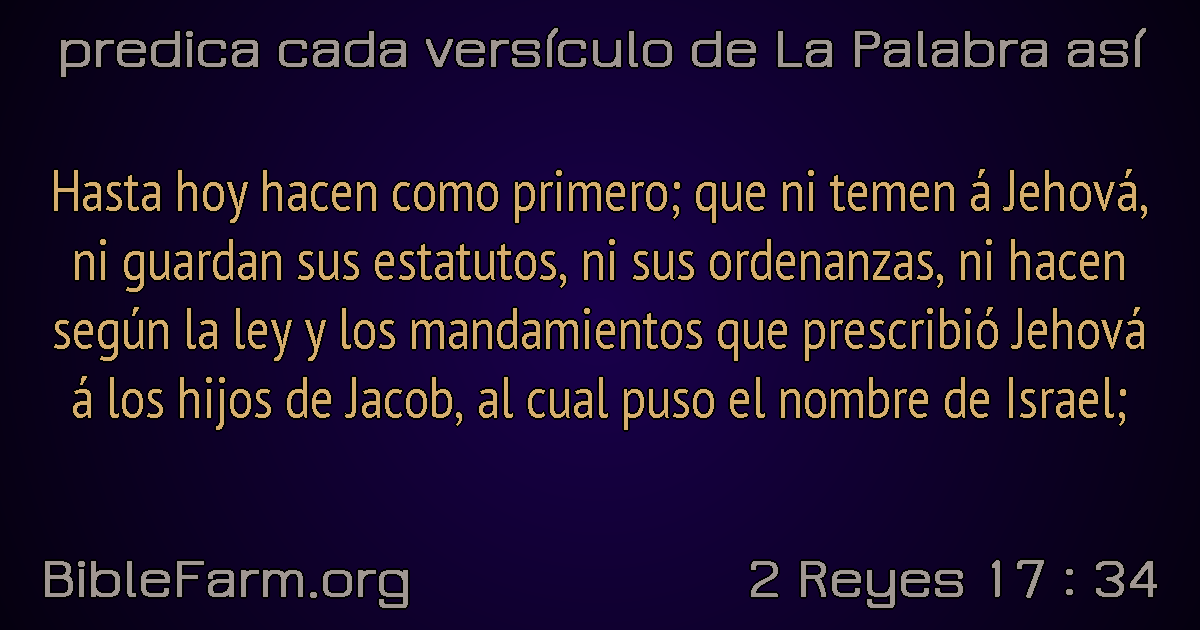 predica cada versículo de La Palabra así
Hasta hoy hacen como primero; que ni temen á Jehová,
ni guardan sus estatutos, ni sus ordenanzas, ni hacen
según la ley y los mandamientos que prescribió Jehová
á los hijos de Jacob, al cual puso el nombre de Israel;
BibleFarm.org
2 Reyes 17 : 34